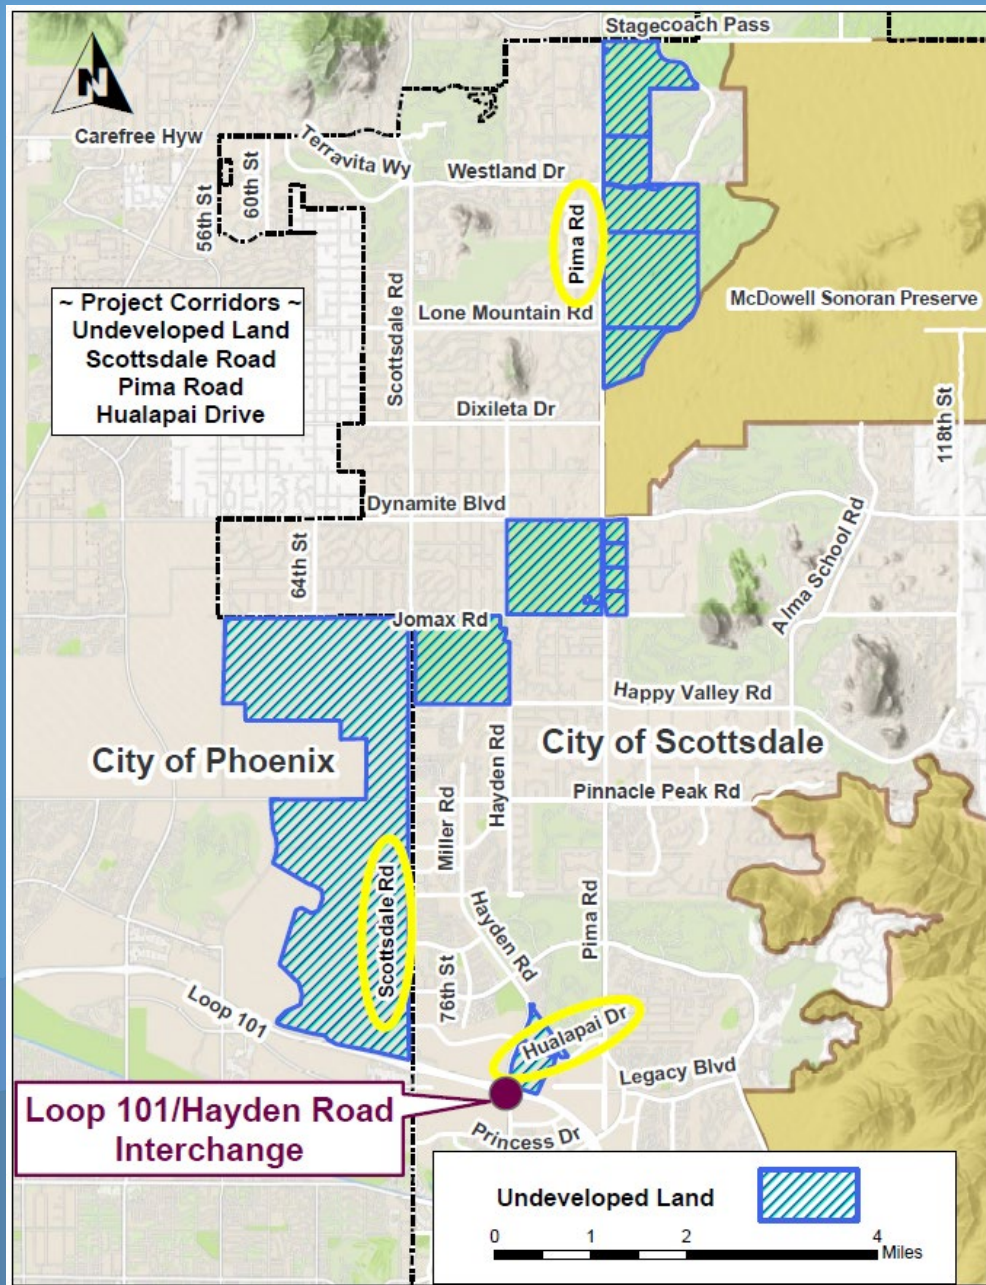 Stagecoach Pass
N
Carefree Hyw
Terravita Wy
Westland Dr
56th St
60th St
Pima Rd
~ Project Corridors ~
Undeveloped Land
Scottsdale Road
Pima Road
Hualapai Drive
Scottsdale Rd
Lone Mountain Rd
McDowell Sonoran Preserve
Dixileta Dr
118th St
Dynamite Blvd
64th St
Alma School Rd
Jomax Rd
Happy Valley Rd
City of Phoenix
City of Scottsdale
Hayden Rd
Pinnacle Peak Rd
Miller Rd
Scottsdale Rd
Hayden Rd
Pima Rd
76th St
Loop 101
Hualapai Dr
Legacy Blvd
Loop 101/Hayden Road
Interchange
Princess Dr
Undeveloped Land
0 1 2 4
Miles